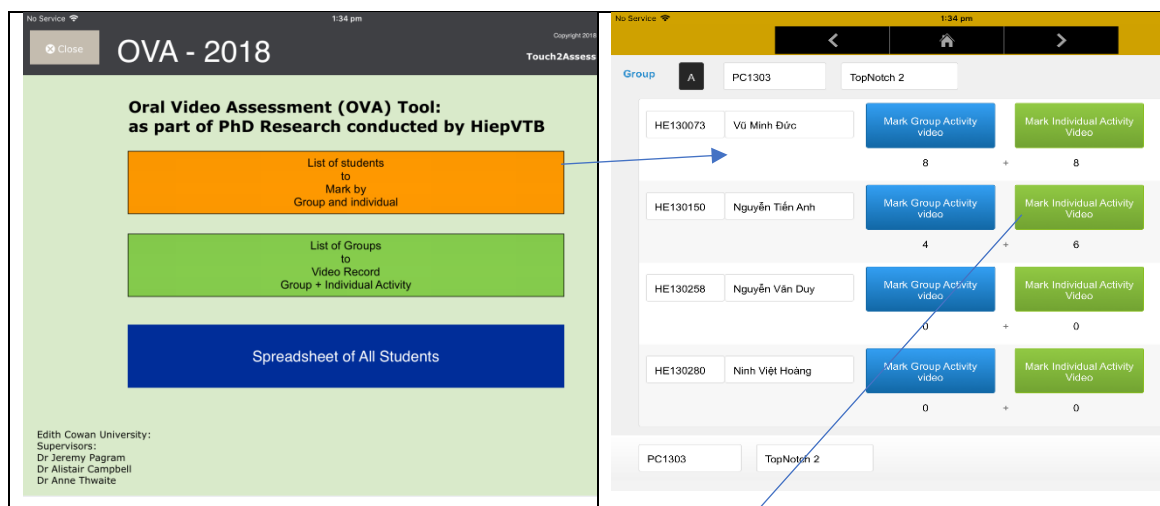 No Service
1:34 pm
Close
OVA - 2018
Copyright 2018
Touch2Assess
Oral Video Assessment (OVA) Tool:
as part of PhD Research conducted by HiepVTB
List of students
to
Mark by
Group and individual
List of Groups
to
Video Record
Group + Individual Activity
Spreadsheet of All Students
Edith Cowan University:
Supervisors:
Dr Jeremy Pagram
Dr Alistair Campbell
Dr Anne Thwaite
No Service
1:34 pm
Group A PC1303 TopNotch 2
HE130073 Vũ Minh Đức
Mark Group Activity
video
Mark Individual Activity
Video
8 + 8
HE130150 Nguyễn Tiến Anh
Mark Group Activity
video
Mark Individual Activity
Video
4 + 6
HE130258 Nguyễn Văn Duy
Mark Group Activity
video
Mark Individual Activity
Video
0 + 0
HE130280 Ninh Việt Hoàng
Mark Group Activity
video
Mark Individual Activity
Video
0 + 0
PC1303 TopNotch 2